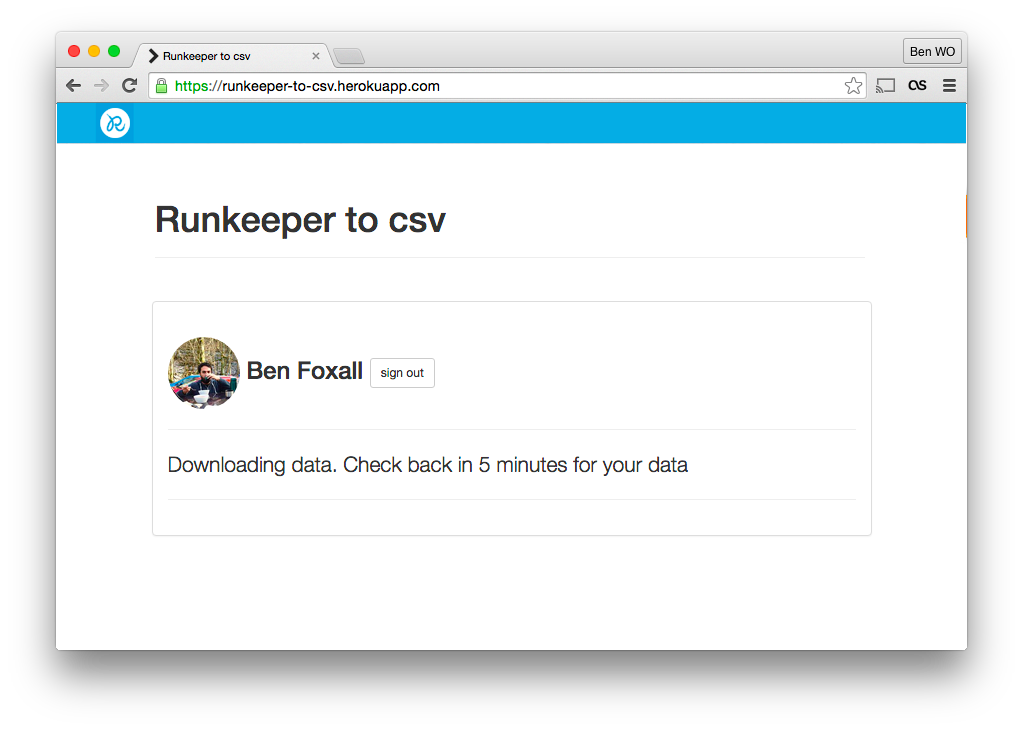 Runkeeper to csv
Ben WO
https://runkeeper-to-csv.herokuapp.com
Runkeeper to csv
Ben Foxall sign out
Downloading data. Check back in 5 minutes for your data